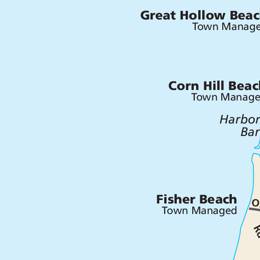 Great Hollow Beac
Town Manage
Corn Hill Beac
Town Manage
Harbor
Bar
Fisher Beach
Town Managed